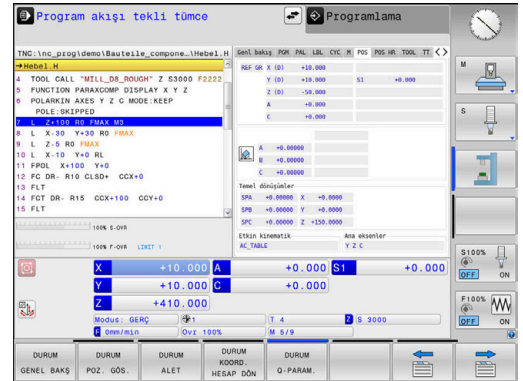 Program akışı tekli tümce
Programlama
TNC:\nc_prog\demo\Bauteile_compone…\Hebel.H
→Hebel.H
4 TOOL CALL "MILL_D8_ROUGH" Z S3000 F2222
5 FUNCTION PARAXCOMP DISPLAY X Y Z
6 POLARKIN AXES Y Z C MODE:KEEP
POLE:SKIPPED
7 L Z+100 R0 FMAX M3
8 L X-30 Y+30 R0 FMAX
9 L Z-5 R0 FMAX
10 L X-10 Y+0 RL
11 FPOL X+100 Y+0
12 FC DR- R10 CLSD+ CCX+0
13 FLT
14 FCT DR- R15 CCX+100 CCY+0
15 FLT
100% S-OVR
100% F-OVR LIMIT 1
Genl bakış PGM PAL LBL CYC M POS POS HR TOOL TT
REF GR X (D) +10.000
Y (D) +10.000 S1 +0.000
Z (D) -50.000
A +0.000
C +0.000
A +0.00000
B +0.00000
C +0.00000
Temel dönüşümler
SPA +0.00000 X +0.0000
SPB +0.00000 Y +0.0000
SPC +0.00000 Z +150.0000
Etkin kinematik Ana eksenler
AC_TABLE Y Z C
X +10.000 A +0.000 S1 +0.000
Y +10.000 C +0.000
Z +410.000
Modus: GERÇ 1 T 4 Z S 3000
F 0mm/min Ovr 100% M 5/9
M
S
S100%
OFF ON
F100%
OFF ON
DURUM GENEL BAKŞ
DURUM POZ. GÖS.
DURUM ALET
DURUM KOORD. HESAP DÖN
DURUM Q-PARAM.